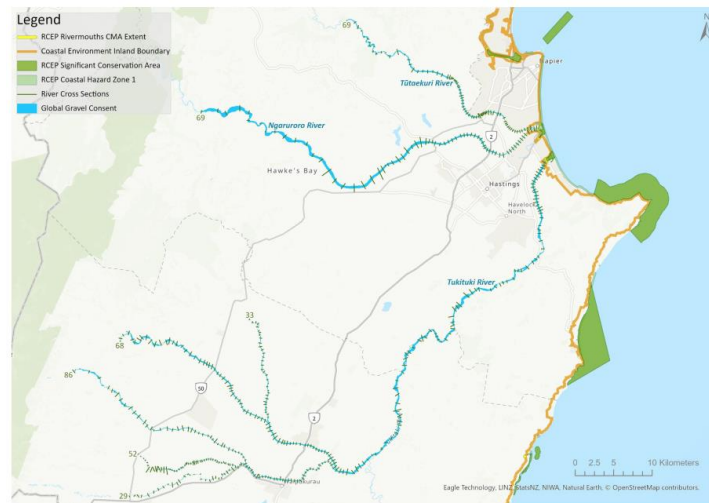 Legend
RCEP Rivermouths CMA Extent
Coastal Environment Inland Boundary
RCEP Significant Conservation Area
RCEP Coastal Hazard Zone 1
River Cross Sections
Global Gravel Consent
69
Tūtaekurī River
Napier
69
Ngaruroro River
2
Hawke's Bay
Hastings
Havelock
North
Tukituki River
33
68
86
50
2
52
29
0 2.5 5 10 Kilometers
Eagle Technology, LINZ, StatsNZ, NIWA, Natural Earth, © OpenStreetMap contributors.